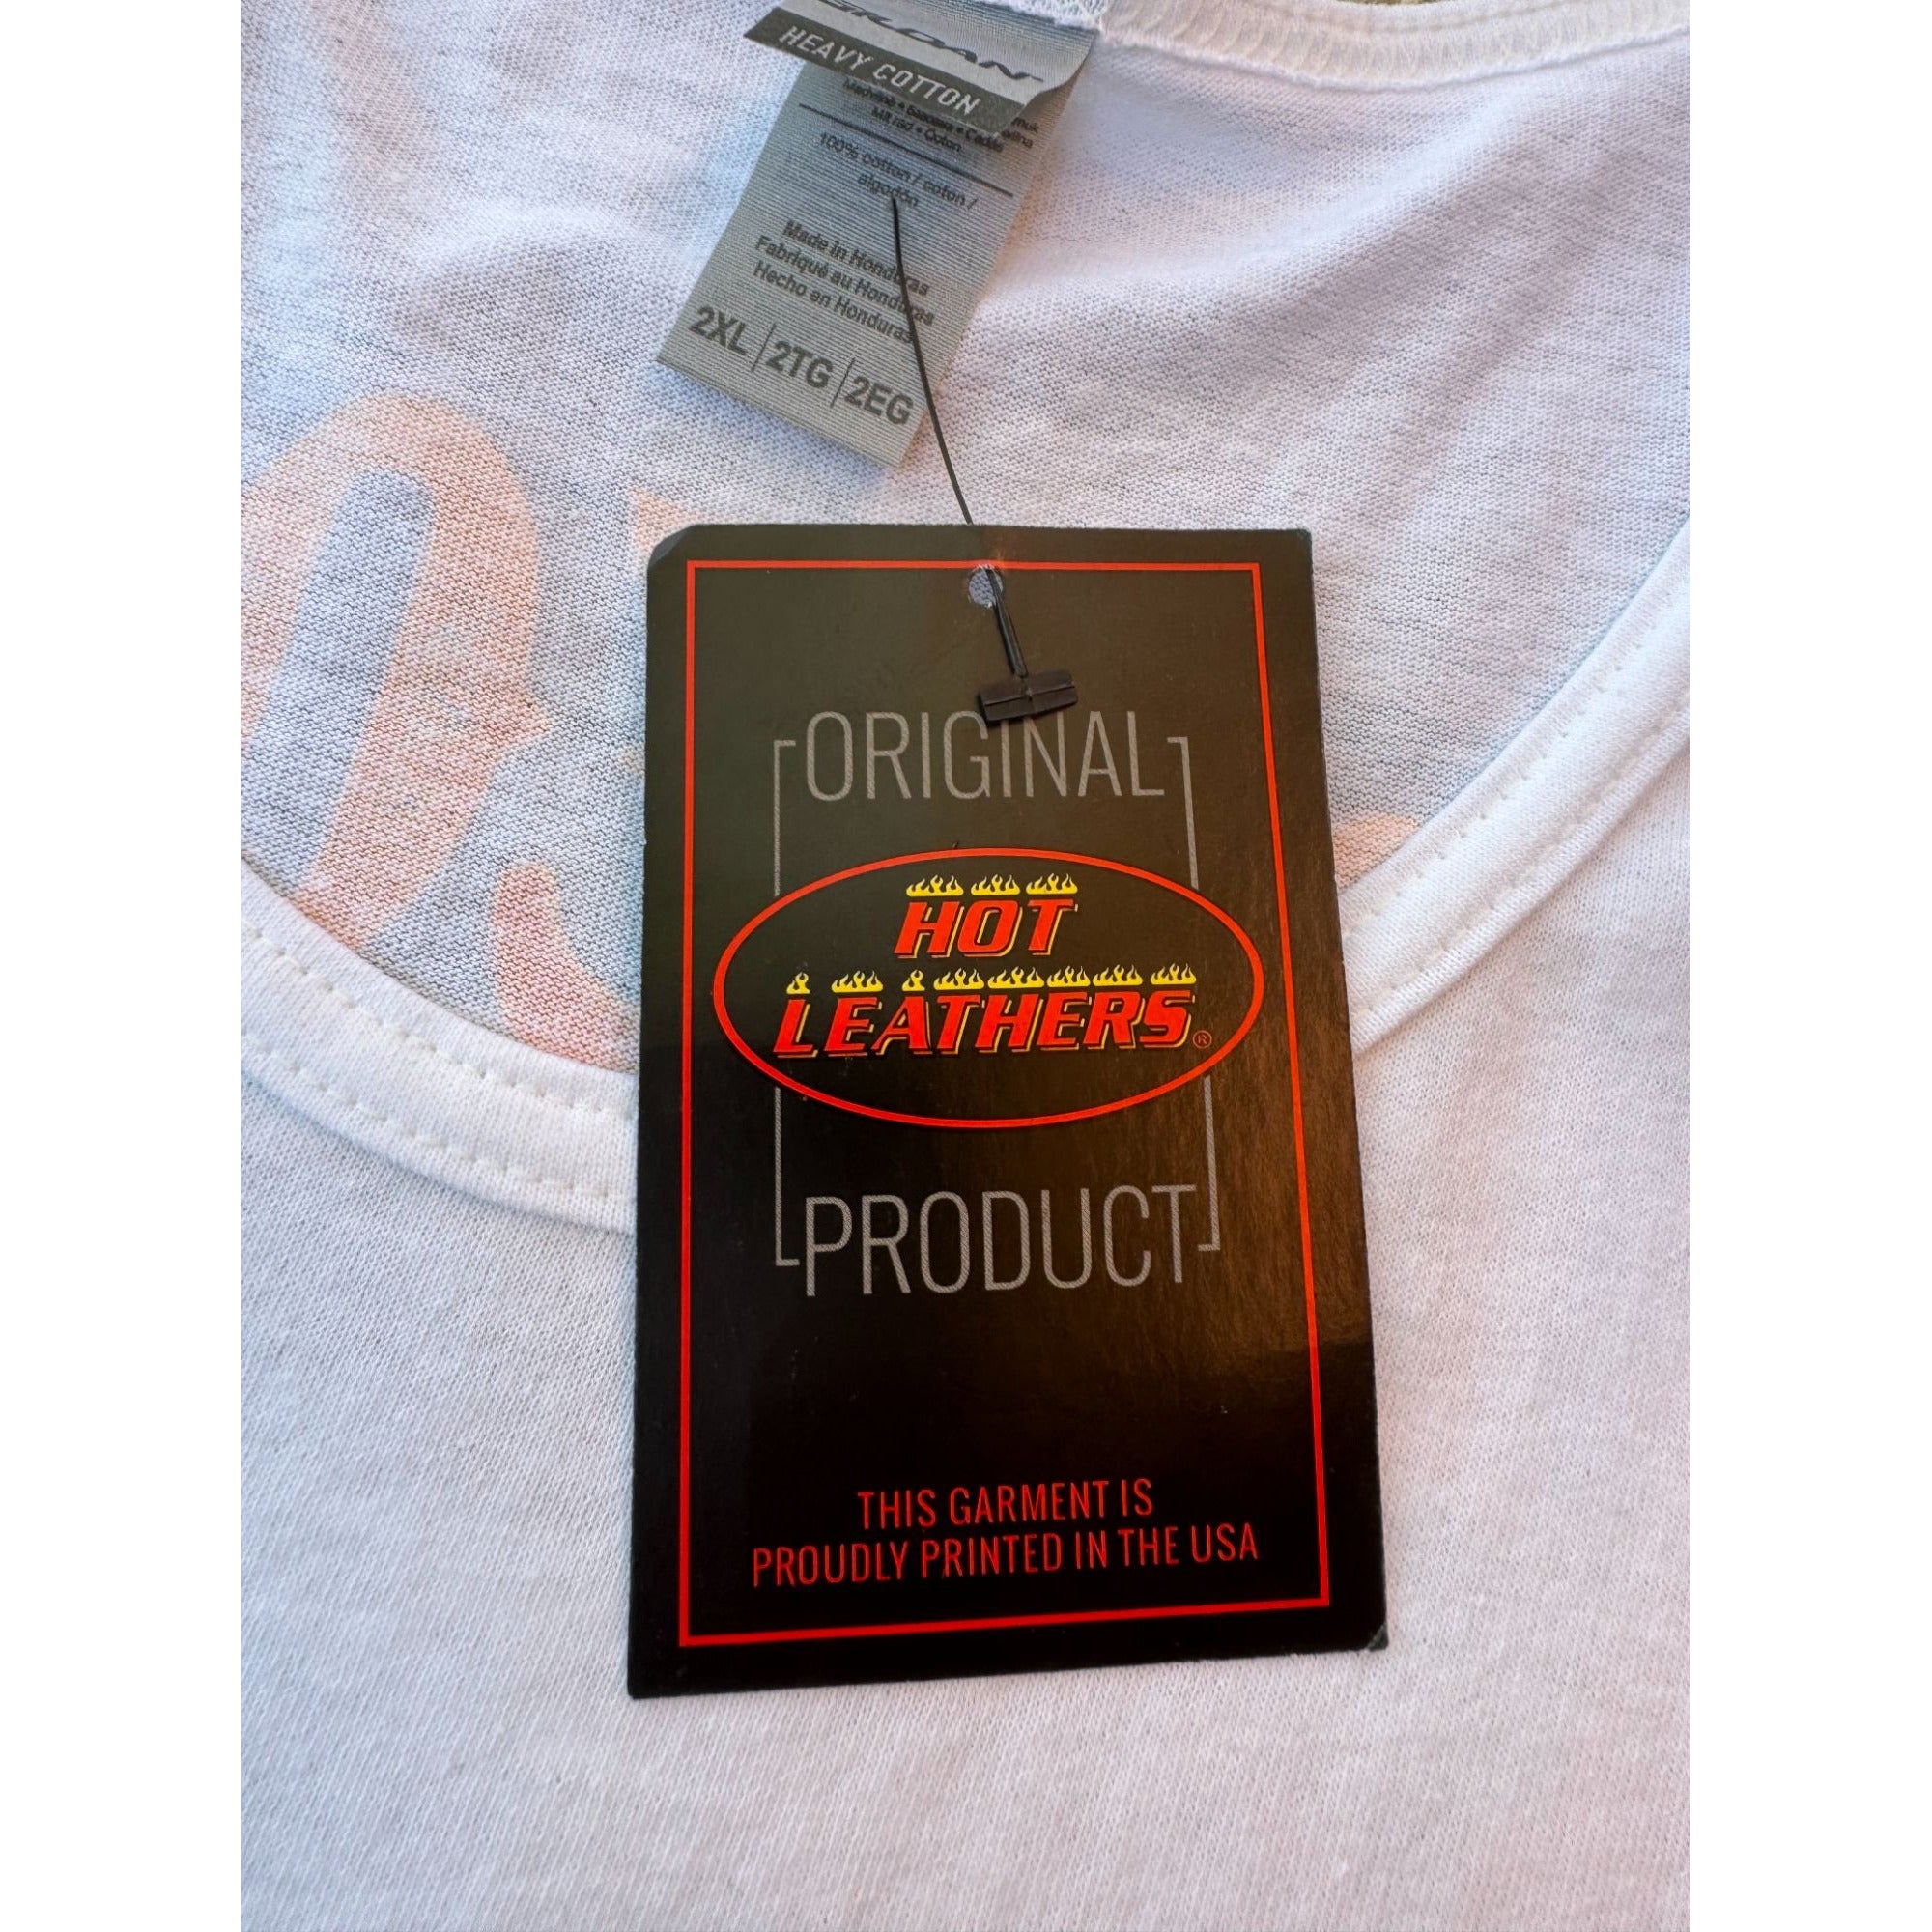 HEAVY COTTON
100% cotton / coton /
algodón
Made in Honduras
Fabriqué au Honduras
Hecho en Honduras
2XL | 2TG | 2EG
ORIGINAL
HOT
LEATHERS®
PRODUCT
THIS GARMENT IS
PROUDLY PRINTED IN THE USA